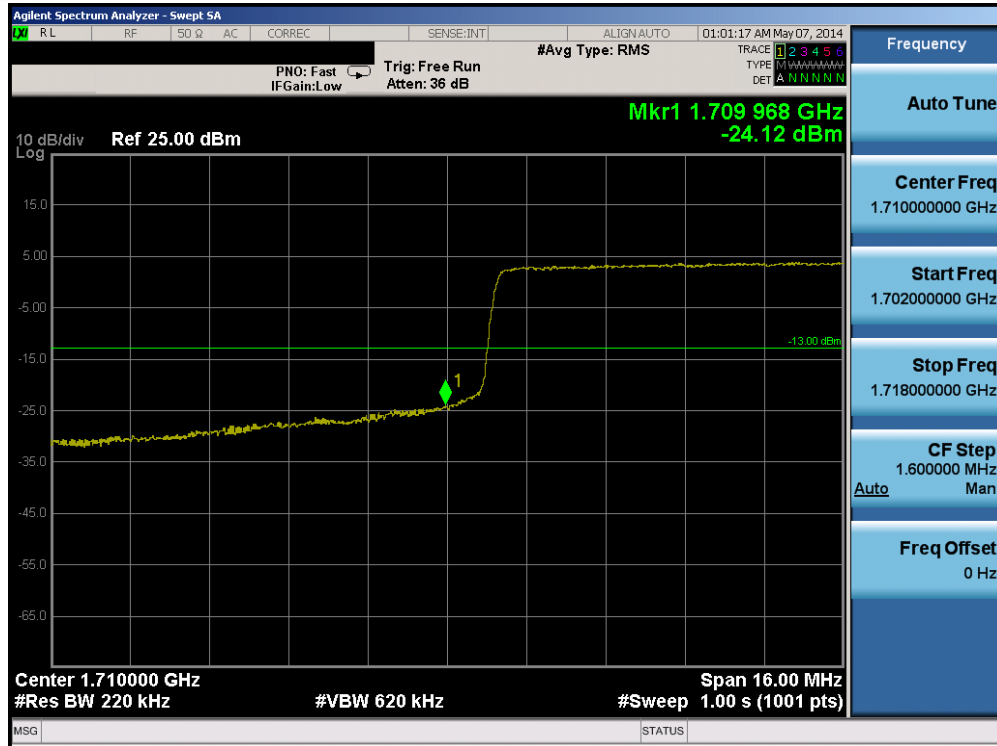 Agilent Spectrum Analyzer - Swept SA
LXI RL RF 50 Ω AC CORREC SENSE:INT ALIGNAUTO 01:01:17 AM May 07, 2014
#Avg Type: RMS
TRACE 1 2 3 4 5 6
PNO: Fast Trig: Free Run
TYPE M
IFGain:Low Atten: 36 dB
DET A N N N N N
Mkr1 1.709 968 GHz
-24.12 dBm
10 dB/div Ref 25.00 dBm
Log
15.0
5.00
-5.00
-13.00 dBm
-15.0
1
-25.0
-35.0
-45.0
-55.0
-65.0
Center 1.710000 GHz Span 16.00 MHz
#Res BW 220 kHz #VBW 620 kHz #Sweep 1.00 s (1001 pts)
MSG STATUS
Frequency
Auto Tune
Center Freq
1.710000000 GHz
Start Freq
1.702000000 GHz
Stop Freq
1.718000000 GHz
CF Step
1.600000 MHz
Auto Man
Freq Offset
0 Hz